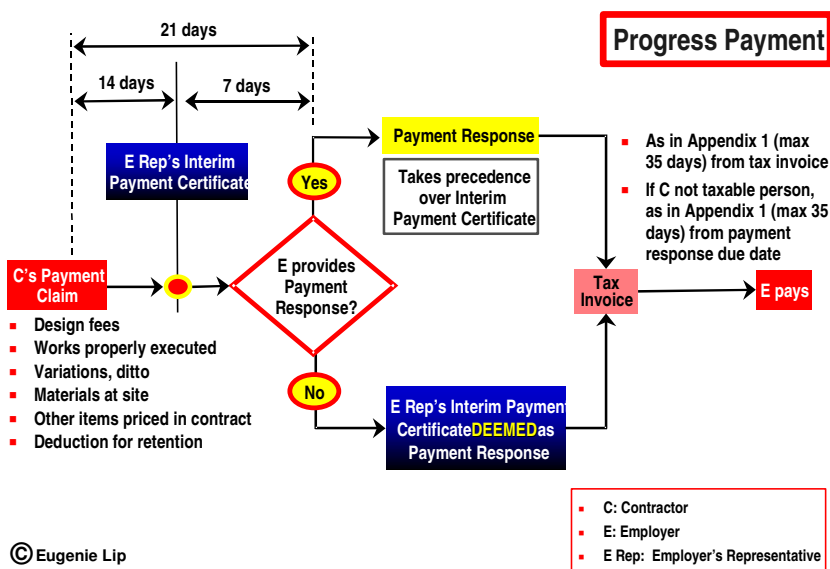 21 days
Progress Payment
14 days
7 days
E Rep's Interim
Payment Certificate
Yes
Payment Response
Takes precedence
over Interim
Payment Certificate
■ As in Appendix 1 (max
35 days) from tax invoice
■ If C not taxable person,
as in Appendix 1 (max 35
days) from payment
response due date
C's Payment
Claim
E provides
Payment
Response?
Tax
Invoice
E pays
■ Design fees
■ Works properly executed
■ Variations, ditto
■ Materials at site
■ Other items priced in contract
■ Deduction for retention
No
E Rep's Interim Payment
CertificateDEEMEDas
Payment Response
■ C: Contractor
■ E: Employer
■ E Rep: Employer's Representative
© Eugenie Lip